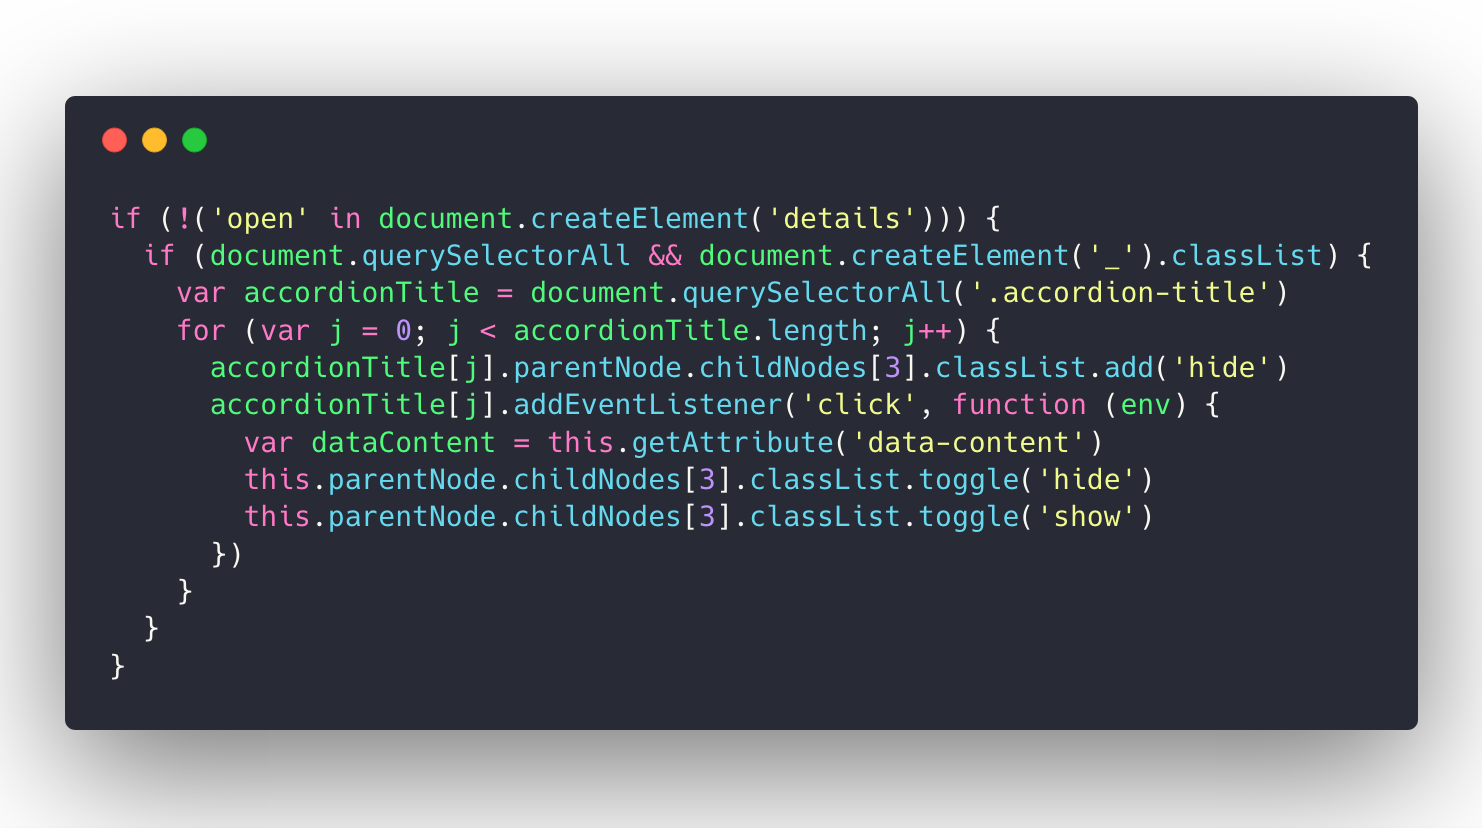 if (!('open' in document.createElement('details'))) {
  if (document.querySelectorAll && document.createElement('_').classList) {
    var accordionTitle = document.querySelectorAll('.accordion-title')
    for (var j = 0; j < accordionTitle.length; j++) {
      accordionTitle[j].parentNode.childNodes[3].classList.add('hide')
      accordionTitle[j].addEventListener('click', function (env) {
        var dataContent = this.getAttribute('data-content')
        this.parentNode.childNodes[3].classList.toggle('hide')
        this.parentNode.childNodes[3].classList.toggle('show')
      })
    }
  }
}